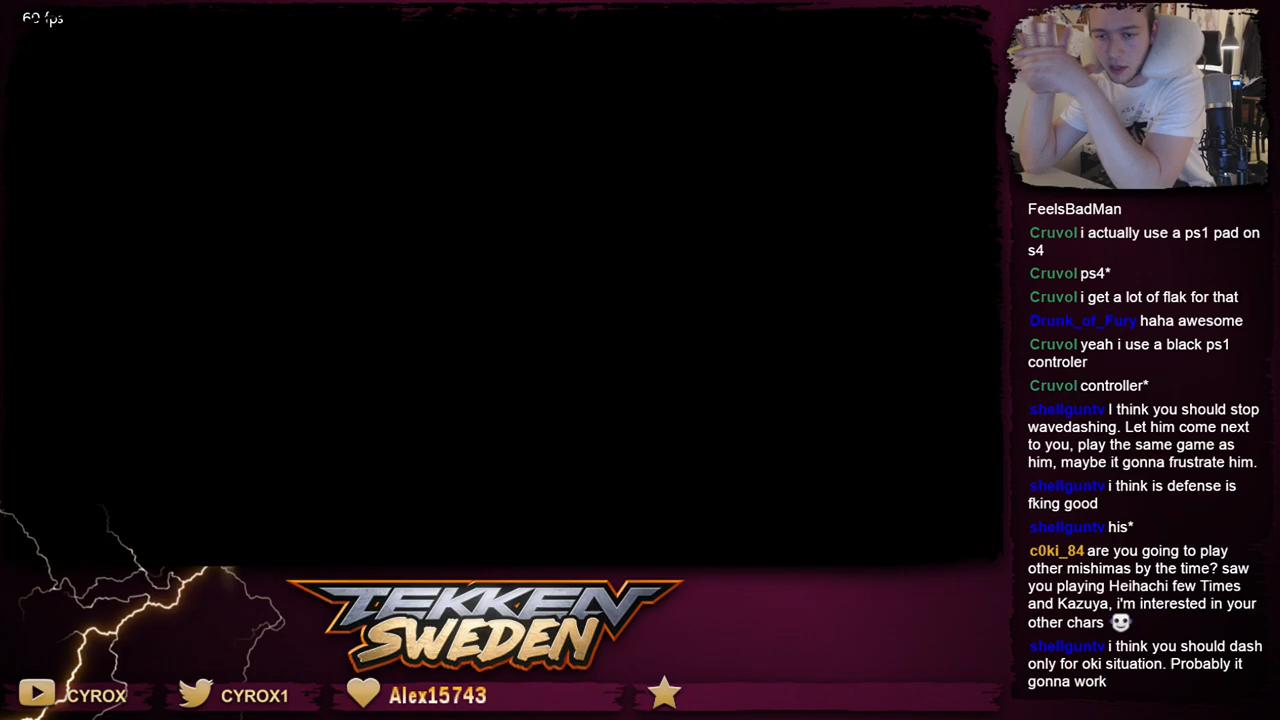 60 fps
FeelsBadMan
Cruvol i actually use a ps1 pad on
s4
Cruvol ps4*
Cruvol i get a lot of flak for that
Drunk_of_Fury haha awesome
Cruvol yeah i use a black ps1
controler
Cruvol controller*
shellguntv I think you should stop
wavedashing. Let him come next
to you, play the same game as
him, maybe it gonna frustrate him.
shellguntv i think is defense is
fking good
shellguntv his*
c0ki_84 are you going to play
other mishimas by the time? saw
you playing Heihachi few Times
and Kazuya, i'm interested in your
other chars
shellguntv i think you should dash
only for oki situation. Probably it
gonna work
TEKKEN
SWEDEN
CYROX
CYROX1
Alex15743